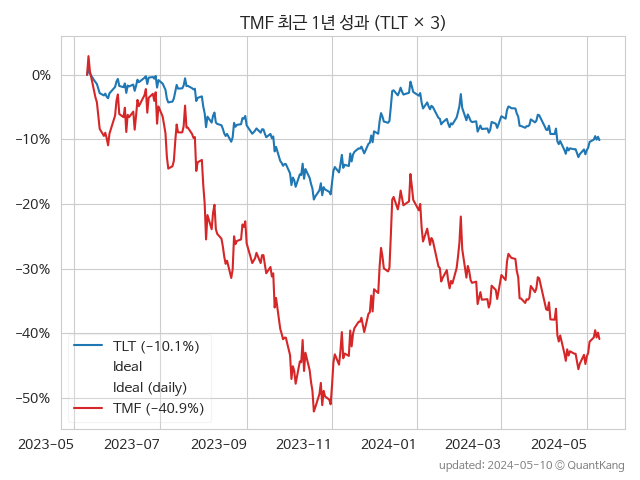 TMF 최근 1년 성과 (TLT × 3)
0%
−10%
−20%
−30%
−40%
−50%
TLT (−10.1%)
Ideal
Ideal (daily)
TMF (−40.9%)
2023−05 2023−07 2023−09 2023−11 2024−01 2024−03 2024−05
updated: 2024-05-10 © QuantKang